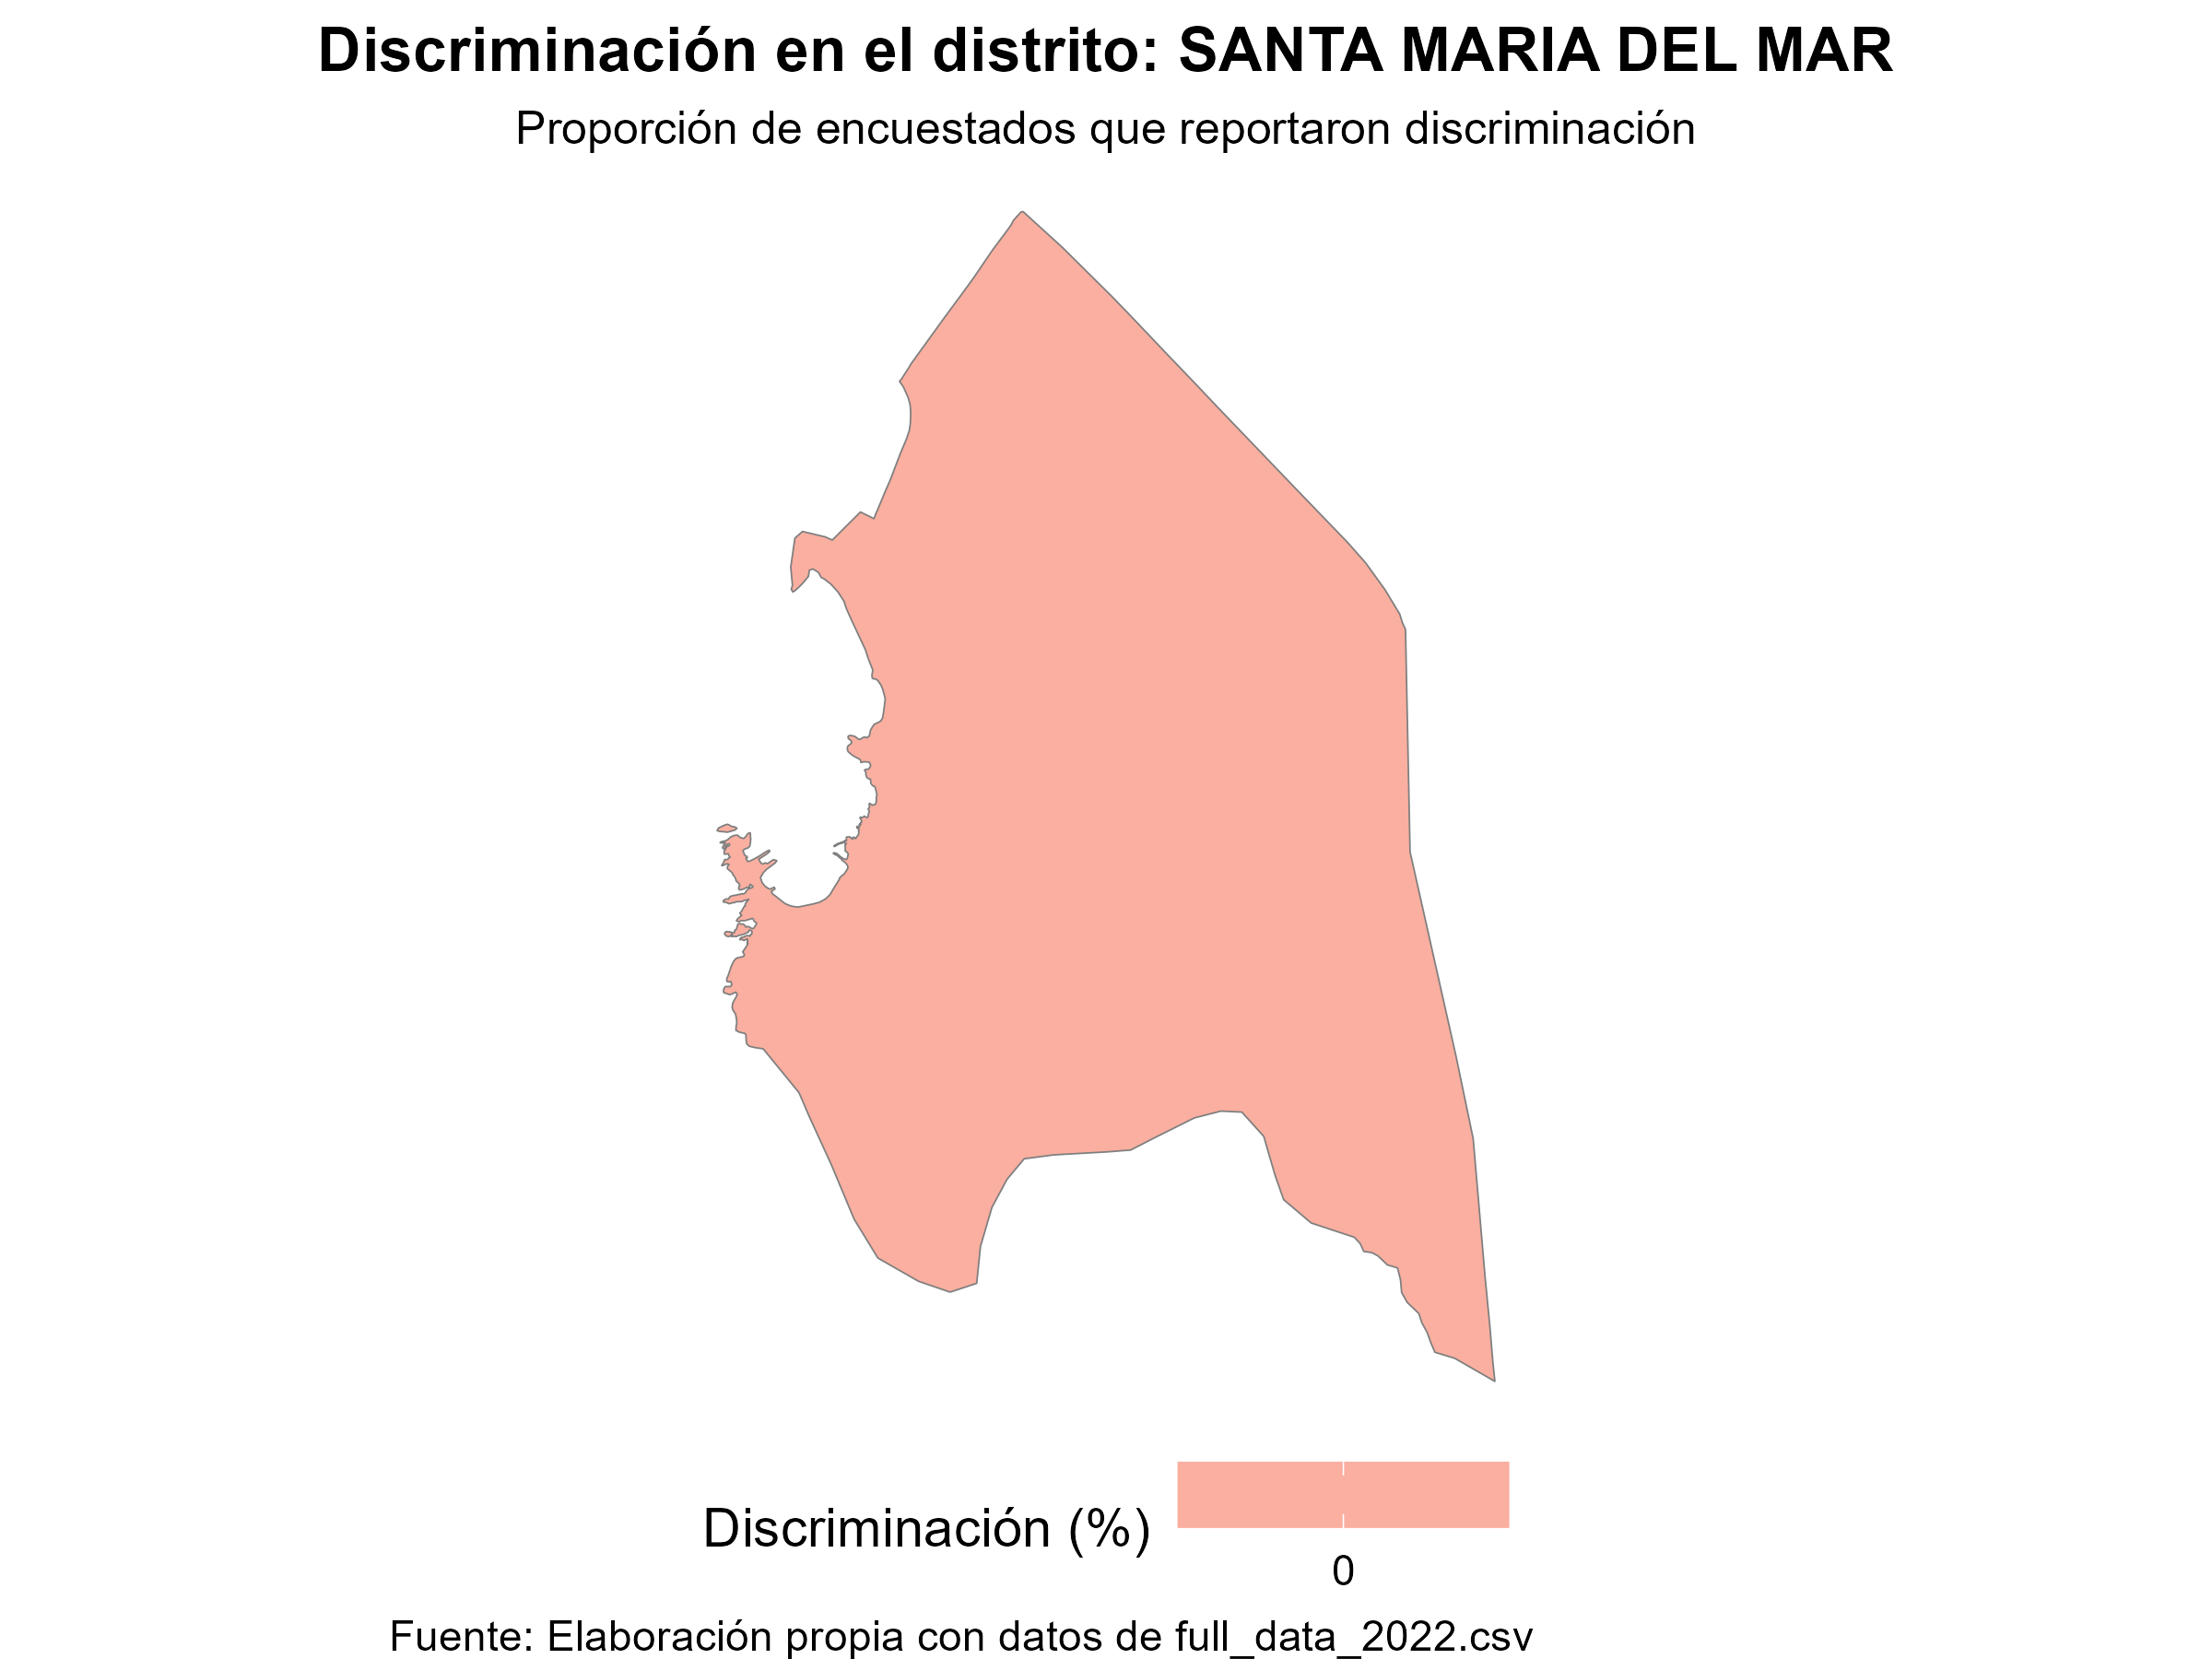 Discriminación en el distrito: SANTA MARIA DEL MAR
Proporción de encuestados que reportaron discriminación
Discriminación (%)
0
Fuente: Elaboración propia con datos de full_data_2022.csv